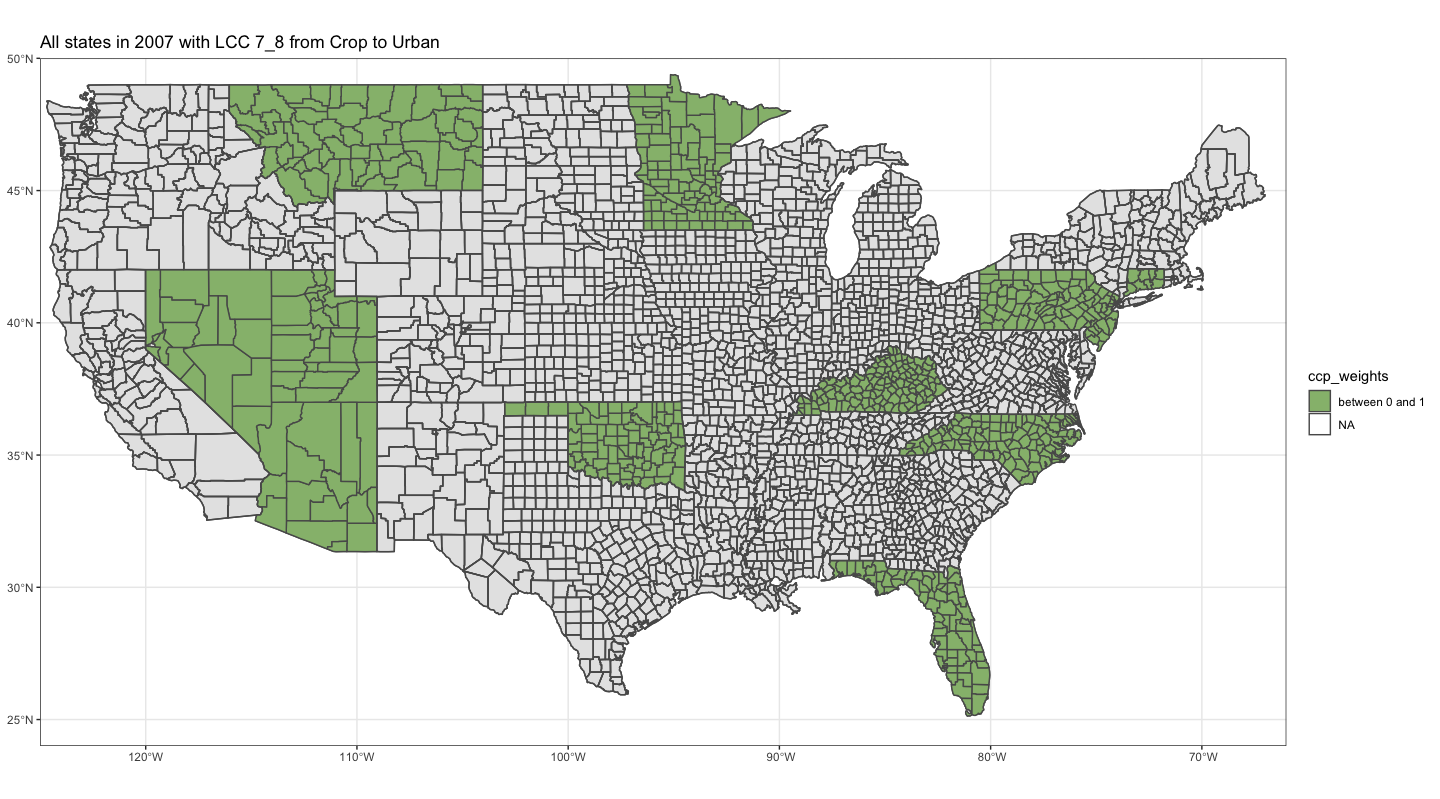 All states in 2007 with LCC 7_8 from Crop to Urban
50°N
45°N
40°N
35°N
30°N
25°N
120°W
110°W
100°W
90°W
80°W
70°W
ccp_weights
between 0 and 1
NA